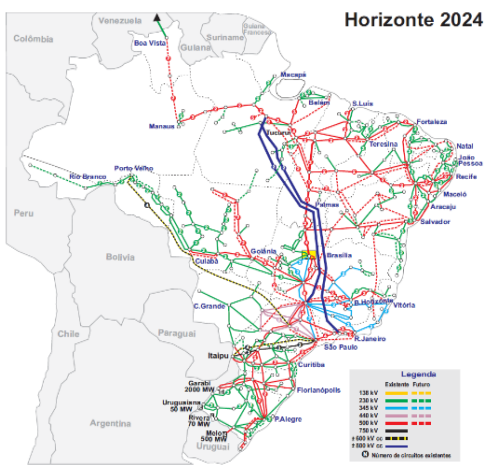 Horizonte 2024
Venezuela
Guiana
Francesa
Colômbia
Suriname
Boa Vista
Guiana
Macapá
Belém
S.Luis
Manaus
Tucuruí
Fortaleza
Teresina
Natal
João
Pessoa
Porto Velho
Rio Branco
Recife
Palmas
Maceió
Peru
Aracaju
Salvador
Goiânia
Brasília
Bolívia
Cuiabá
C.Grande
B.Horizonte
Vitória
Chile
Paraguai
R.Janeiro
São Paulo
Itaipu
Curitiba
Garabi
2000 MW
Florianópolis
Uruguaiana
50 MW
Rivera
70 MW
P.Alegre
Melo
500 MW
Argentina
Uruguai
Legenda
Existente Futuro
138 kV
230 kV
345 kV
440 kV
500 kV
750 kV
±600 kV cc
N Número de circuitos existentes